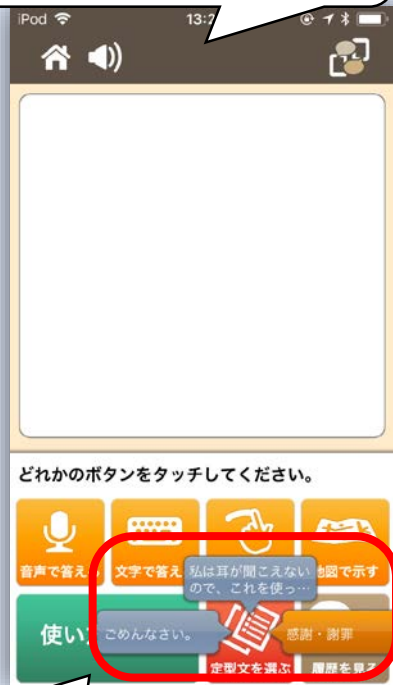 iPod
13:2
どれかのボタンをタッチしてください。
音声で答え
文字で答え
地図で示す
私は耳が聞こえない
ので、これを使っ…
使い
ごめんなさい。
感謝・謝罪
定型文を選ぶ
履歴を見る